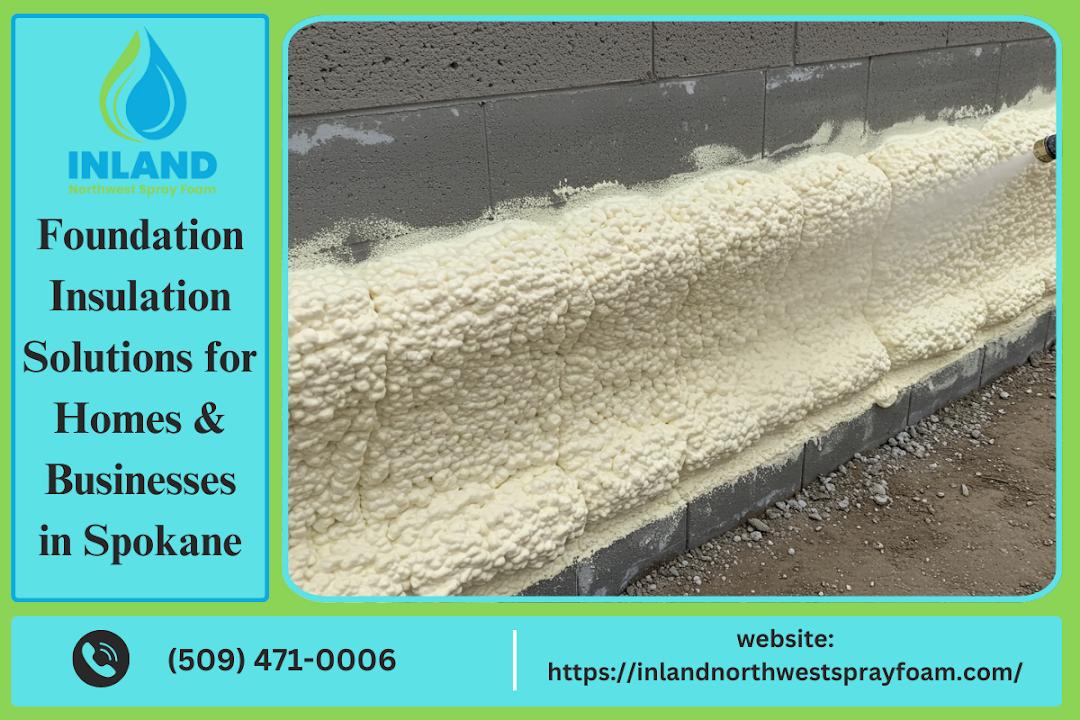 INLAND
Northwest Spray Foam
Foundation
Insulation
Solutions for
Homes &
Businesses
in Spokane
(509) 471-0006
website:
https://inlandnorthwestsprayfoam.com/